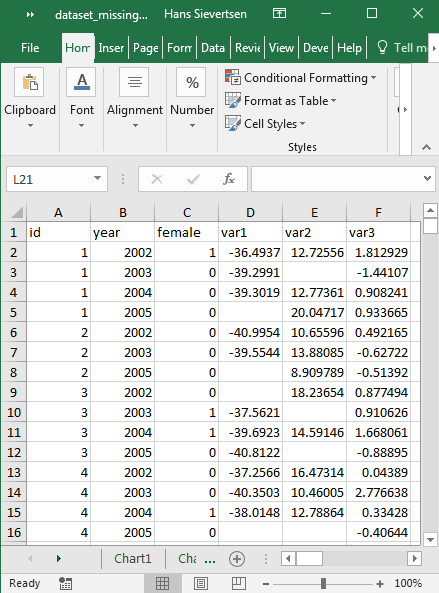 dataset_missing... Hans Sievertsen
File Hom Inser Page Form Data Revie View Deve Help Tell m
Clipboard Font Alignment Number
%
Conditional Formatting
Format as Table
Cell Styles
Styles
L21 fx
A B C D E F
1 id year female var1 var2 var3
2 1 2002 1 -36.4937 12.72556 1.812929
3 1 2003 0 -39.2991 -1.44107
4 1 2004 0 -39.3019 12.77361 0.908241
5 1 2005 0 20.04717 0.933665
6 2 2002 0 -40.9954 10.65596 0.492165
7 2 2003 0 -39.5544 13.88085 -0.62722
8 2 2005 0 8.909789 -0.51392
9 3 2002 0 18.23654 0.877494
10 3 2003 1 -37.5621 0.910626
11 3 2004 1 -39.6923 14.59146 1.668061
12 3 2005 0 -40.8122 -0.88895
13 4 2002 0 -37.2566 16.47314 0.04389
14 4 2003 0 -40.3503 10.46005 2.776638
15 4 2004 1 -38.0148 12.78864 0.33428
16 4 2005 0 -0.40644
Chart1 Cha ...
Ready 100%